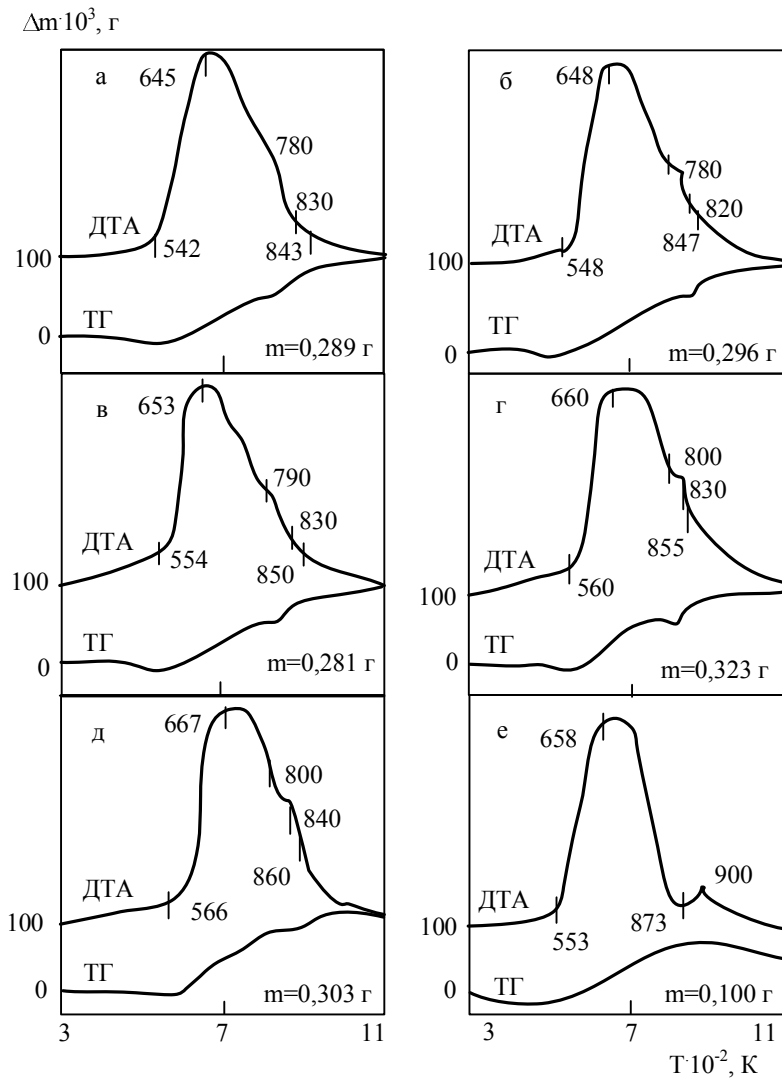 Δm·10³, г
а
645
780
830
ДТА
542
843
100
ТГ
0
m=0,289 г
б
648
780
820
ДТА
847
548
100
ТГ
0
m=0,296 г
в
653
790
830
ДТА
554
850
100
ТГ
0
m=0,281 г
г
660
800
830
ДТА
855
560
100
ТГ
0
m=0,323 г
д
667
800
840
ДТА
860
566
100
ТГ
0
m=0,303 г
3 7 11
е
658
900
ДТА
873
553
100
ТГ
0
m=0,100 г
3 7 11
T·10⁻², К